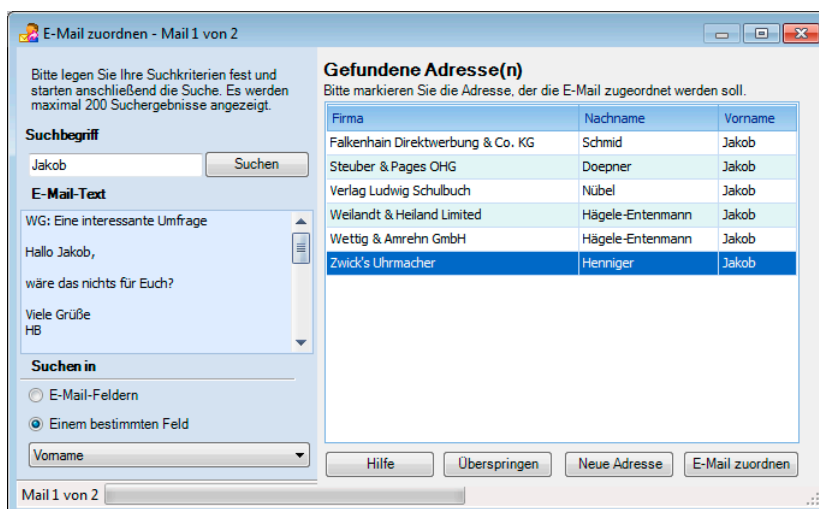 E-Mail zuordnen - Mail 1 von 2
Bitte legen Sie Ihre Suchkriterien fest und
starten anschließend die Suche. Es werden
maximal 200 Suchergebnisse angezeigt.
Suchbegriff
Jakob Suchen
E-Mail-Text
WG: Eine interessante Umfrage
Hallo Jakob,
wäre das nichts für Euch?
Viele Grüße
HB
Suchen in
E-Mail-Feldern
Einem bestimmten Feld
Vorname
Gefundene Adresse(n)
Bitte markieren Sie die Adresse, der die E-Mail zugeordnet werden soll.
Firma Nachname Vorname
Falkenhain Direktwerbung & Co. KG Schmid Jakob
Steuber & Pages OHG Doepner Jakob
Verlag Ludwig Schulbuch Nübel Jakob
Weilandt & Heiland Limited Hägele-Entenmann Jakob
Wettig & Amrehn GmbH Hägele-Entenmann Jakob
Zwick's Uhrmacher Henniger Jakob
Hilfe Überspringen Neue Adresse E-Mail zuordnen
Mail 1 von 2